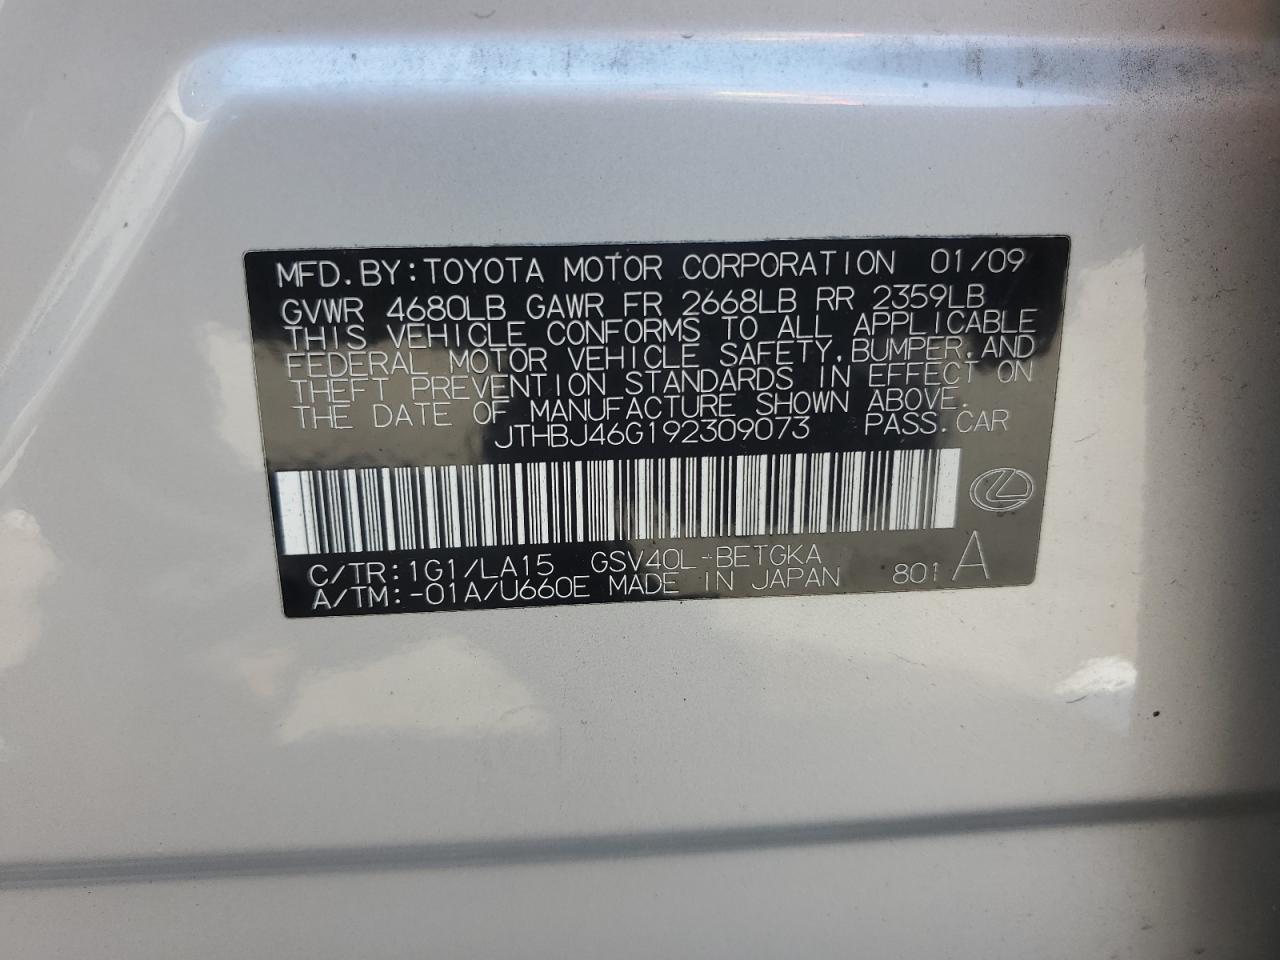 MFD.BY:TOYOTA MOTOR CORPORATION 01/09
GVWR 4680LB GAWR FR 2668LB RR 2359LB
THIS VEHICLE CONFORMS TO ALL APPLICABLE
FEDERAL MOTOR VEHICLE SAFETY,BUMPER,AND
THEFT PREVENTION STANDARDS IN EFFECT ON
THE DATE OF MANUFACTURE SHOWN ABOVE.
JTHBJ46G192309073 PASS.CAR
C/TR:1G1/LA15 GSV40L-BETGKA
A/TM:-01A/U660E MADE IN JAPAN 801 A